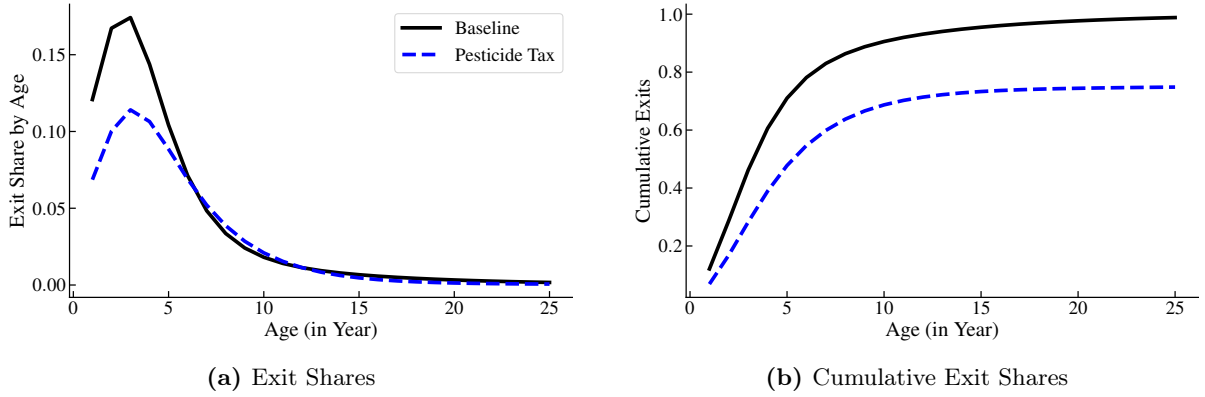 Exit Share by Age
0.15
0.10
0.05
0.00
0
5
10
15
20
25
Age (in Year)
Baseline
Pesticide Tax
(a) Exit Shares
Cumulative Exits
1.0
0.8
0.6
0.4
0.2
0
5
10
15
20
25
Age (in Year)
(b) Cumulative Exit Shares